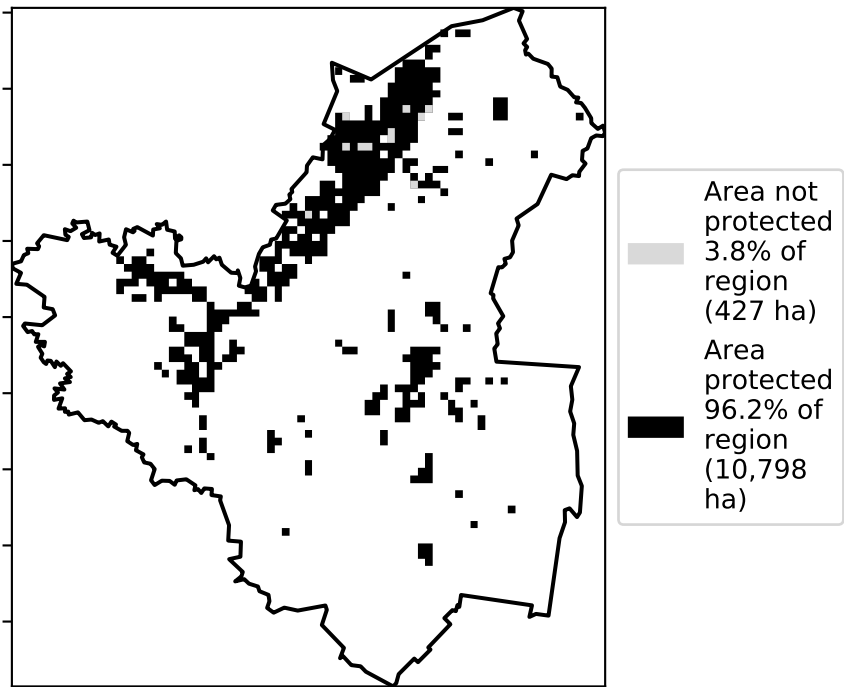 Area not
protected
3.8% of
region
(427 ha)
Area
protected
96.2% of
region
(10,798
ha)